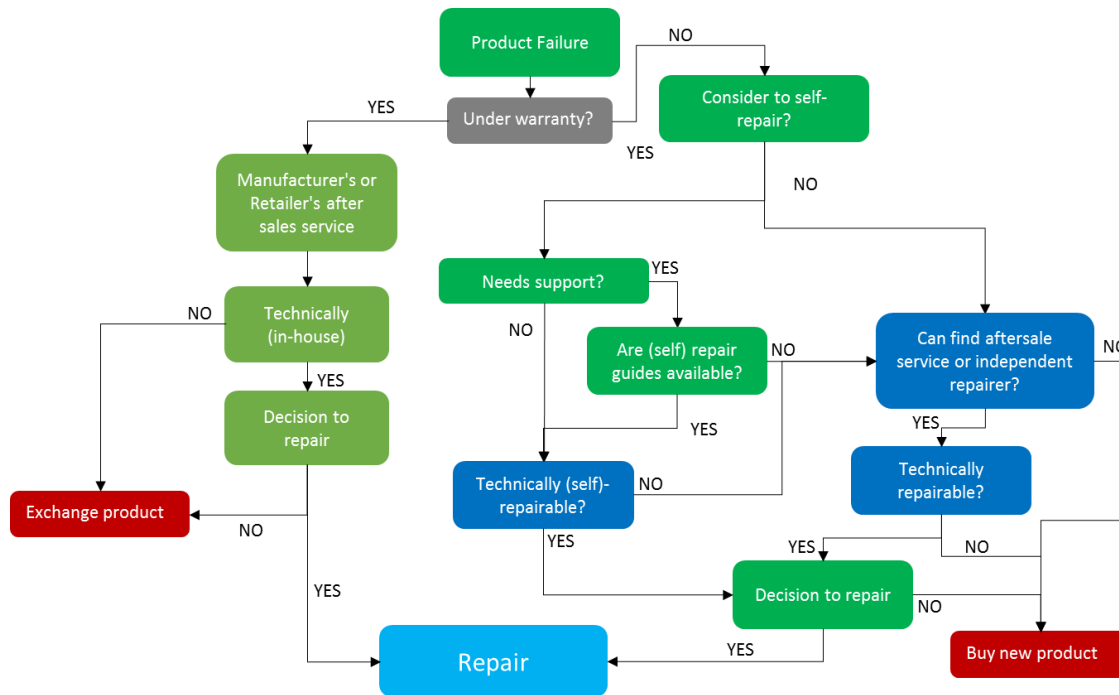 Product Failure
NO
YES
Under warranty?
Consider to self-
repair?
YES
NO
Manufacturer's or
Retailer's after
sales service
Needs support?
YES
NO
Technically
(in-house)
NO
Are (self) repair
guides available?
NO
Can find aftersale
service or independent
repairer?
NO
YES
Decision to
repair
YES
YES
Technically
repairable?
Technically (self)-
repairable?
NO
Exchange product
NO
YES
YES
NO
Decision to repair
NO
YES
YES
Repair
Buy new product